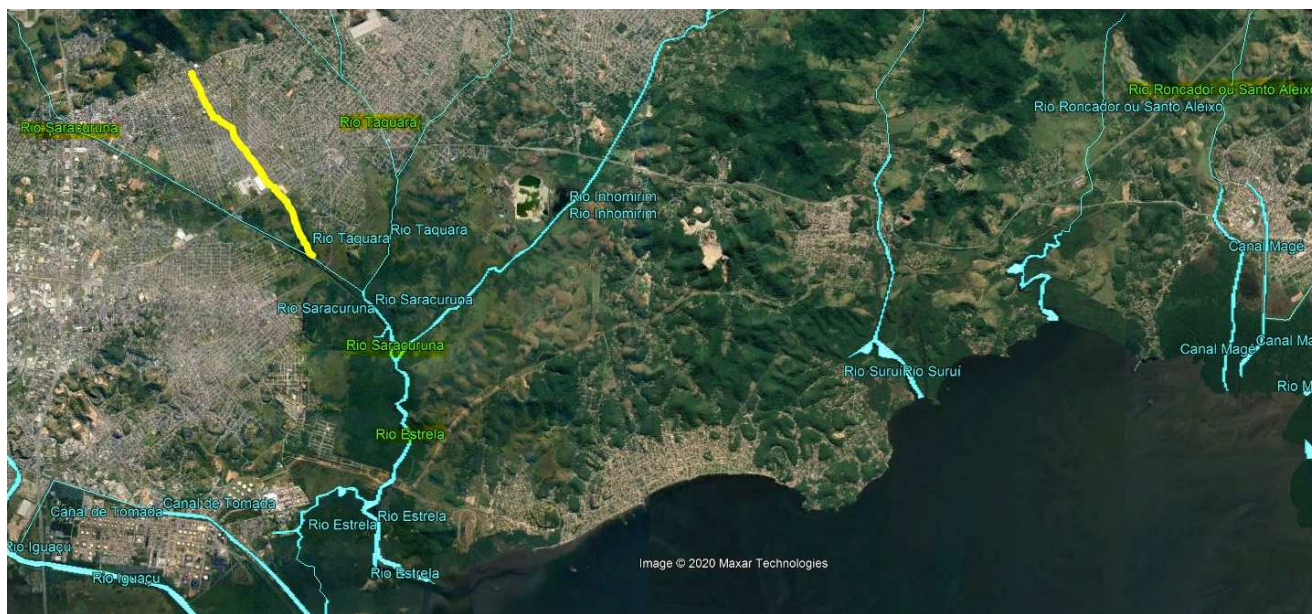 Rio Roncador ou Santo Aleixo
Rio Roncador ou Santo Aleixo
Rio Saracuruna
Rio Taquara
Rio Inhomirim
Rio Inhomirim
Rio Taquara
Rio Taquara
Canal Magé
Rio Saracuruna
Rio Saracuruna
Rio Saracuruna
Canal Magé
Canal Ma
Rio Suruí
Rio Suruí
Rio M
Rio Estrela
Canal de Tomada
Canal de Tomada
Rio Estrela
Rio Estrela
Rio Iguaçu
Rio Iguaçu
Rio Estrela
Image © 2020 Maxar Technologies